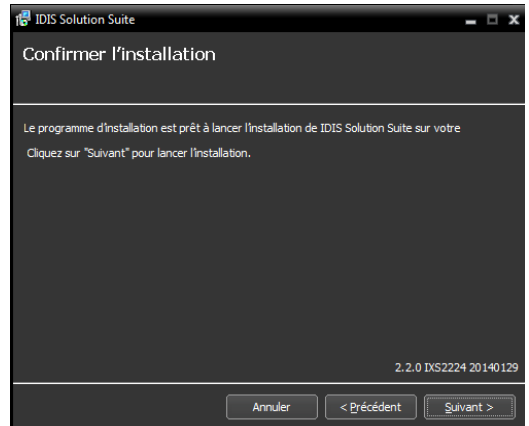 IDIS Solution Suite
Confirmer l'installation
Le programme d'installation est prêt à lancer l'installation de IDIS Solution Suite sur votre
Cliquez sur "Suivant" pour lancer l'installation.
2.2.0 IXS2224 20140129
Annuler
< Précédent
Suivant >